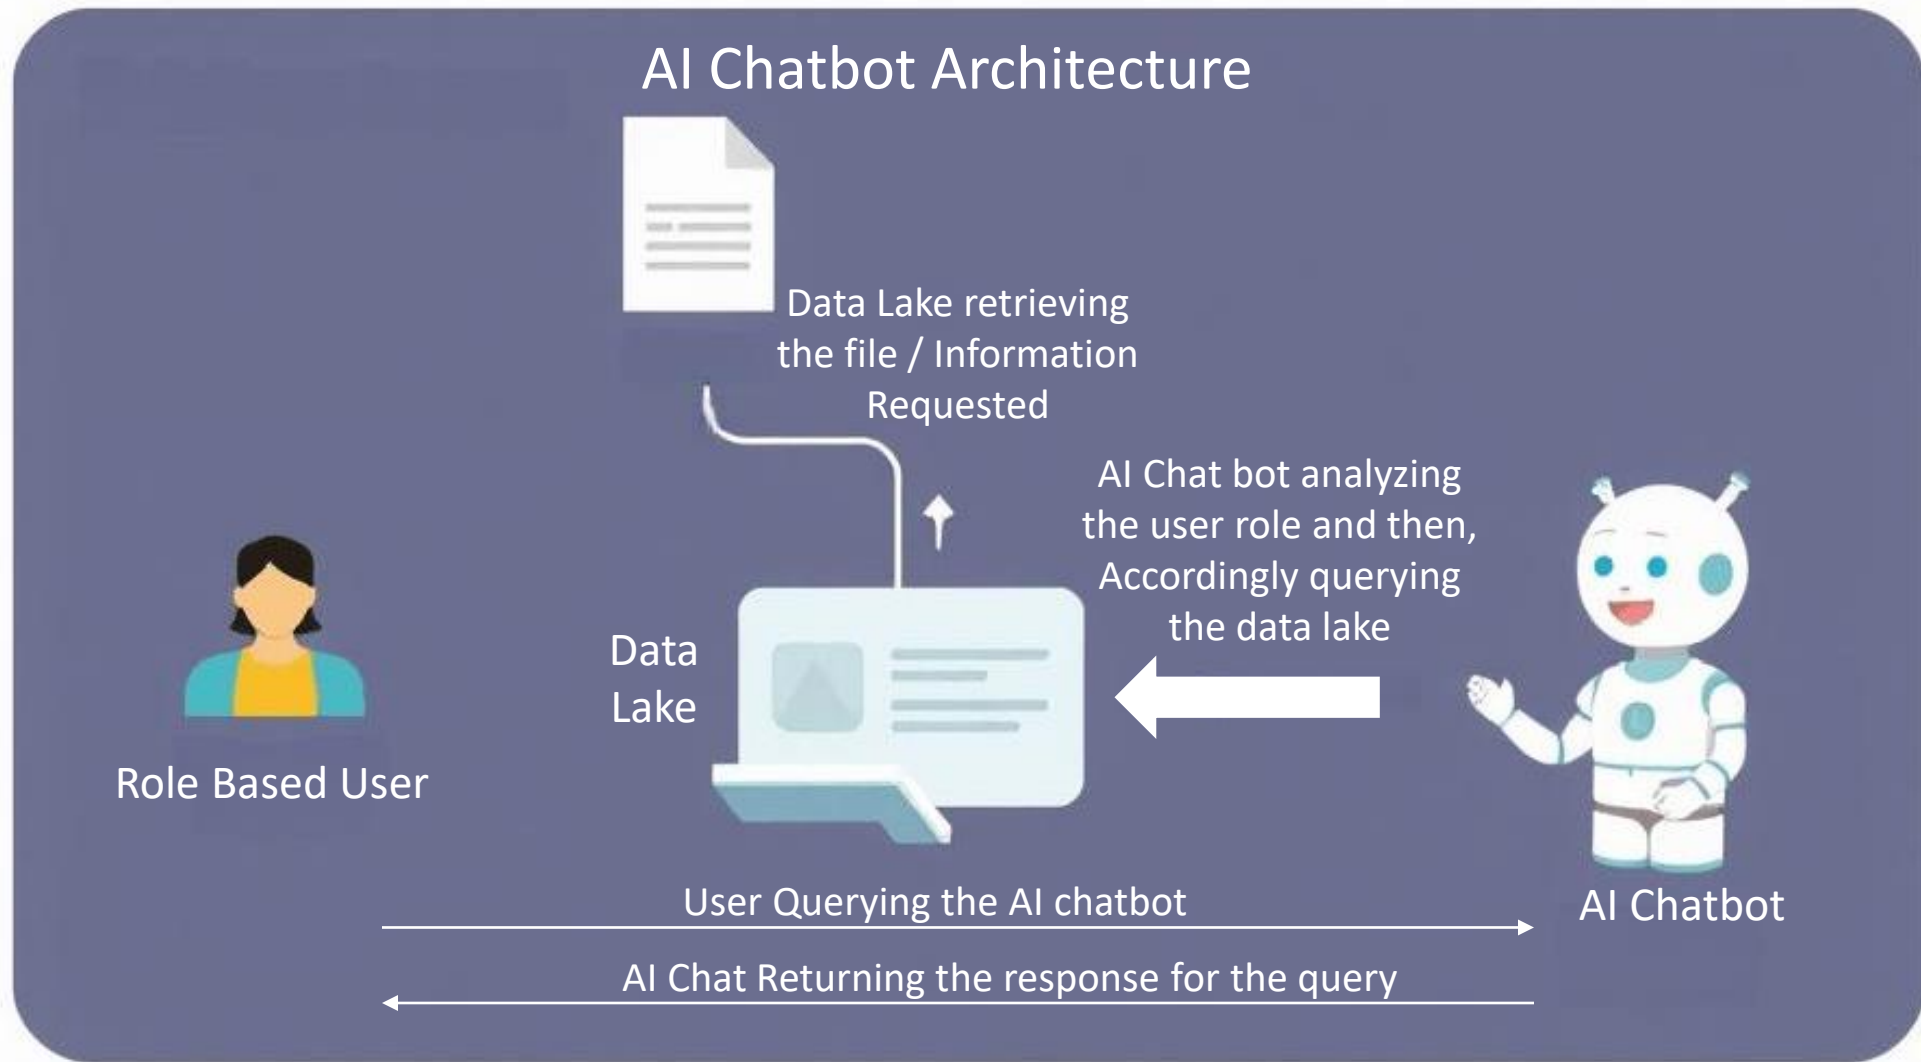 AI Chatbot Architecture
Data Lake retrieving
the file / Information
Requested
AI Chat bot analyzing
the user role and then,
Accordingly querying
the data lake
Data
Lake
Role Based User
AI Chatbot
User Querying the AI chatbot
AI Chat Returning the response for the query